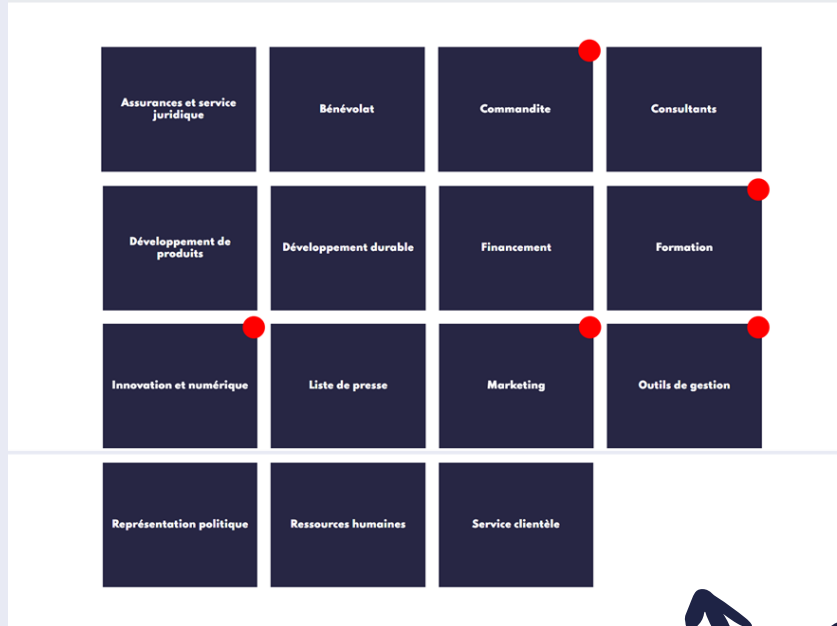 Assurances et service
juridique
Bénévolat
Commandite
Consultants
Développement de
produits
Développement durable
Financement
Formation
Innovation et numérique
Liste de presse
Marketing
Outils de gestion
Représentation politique
Ressources humaines
Service clientèle